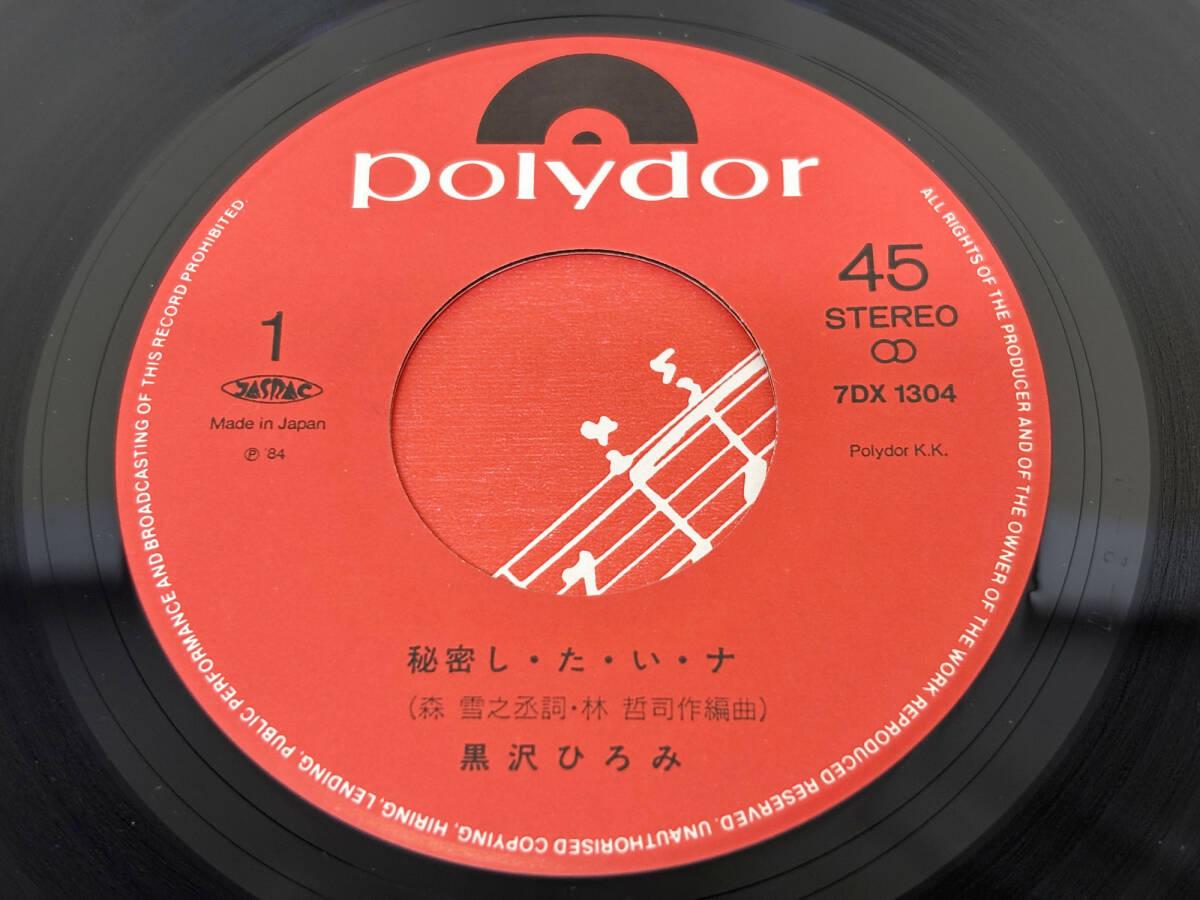 polydor
45
STEREO
7DX 1304
Polydor K.K.
1
JASRAC
Made in Japan
℗ '84
秘密し・た・い・ナ
(森 雪之丞詞・林 哲司作編曲)
黒沢ひろみ
ALL RIGHTS OF THE PRODUCER AND OF THE OWNER OF THE WORK REPRODUCED RESERVED. UNAUTHORISED COPYING, HIRING, LENDING, PUBLIC PERFORMANCE AND BROADCASTING OF THIS RECORD PROHIBITED.